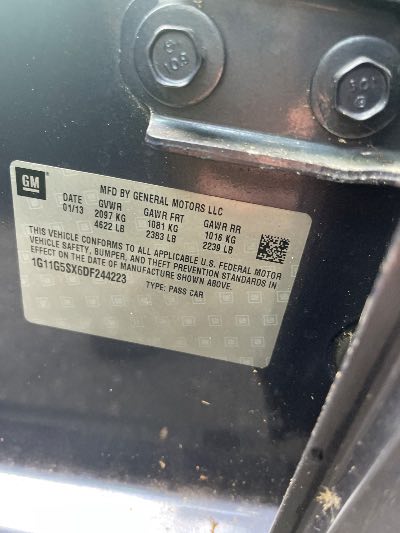 GM
MFD BY GENERAL MOTORS LLC
DATE GVWR GAWR FRT GAWR RR
01/13 2097 KG 1081 KG 1016 KG
4622 LB 2383 LB 2239 LB
THIS VEHICLE CONFORMS TO ALL APPLICABLE U.S. FEDERAL MOTOR
VEHICLE SAFETY, BUMPER, AND THEFT PREVENTION STANDARDS IN
EFFECT ON THE DATE OF MANUFACTURE SHOWN ABOVE.
1G11G5SX6DF244223
TYPE: PASS CAR